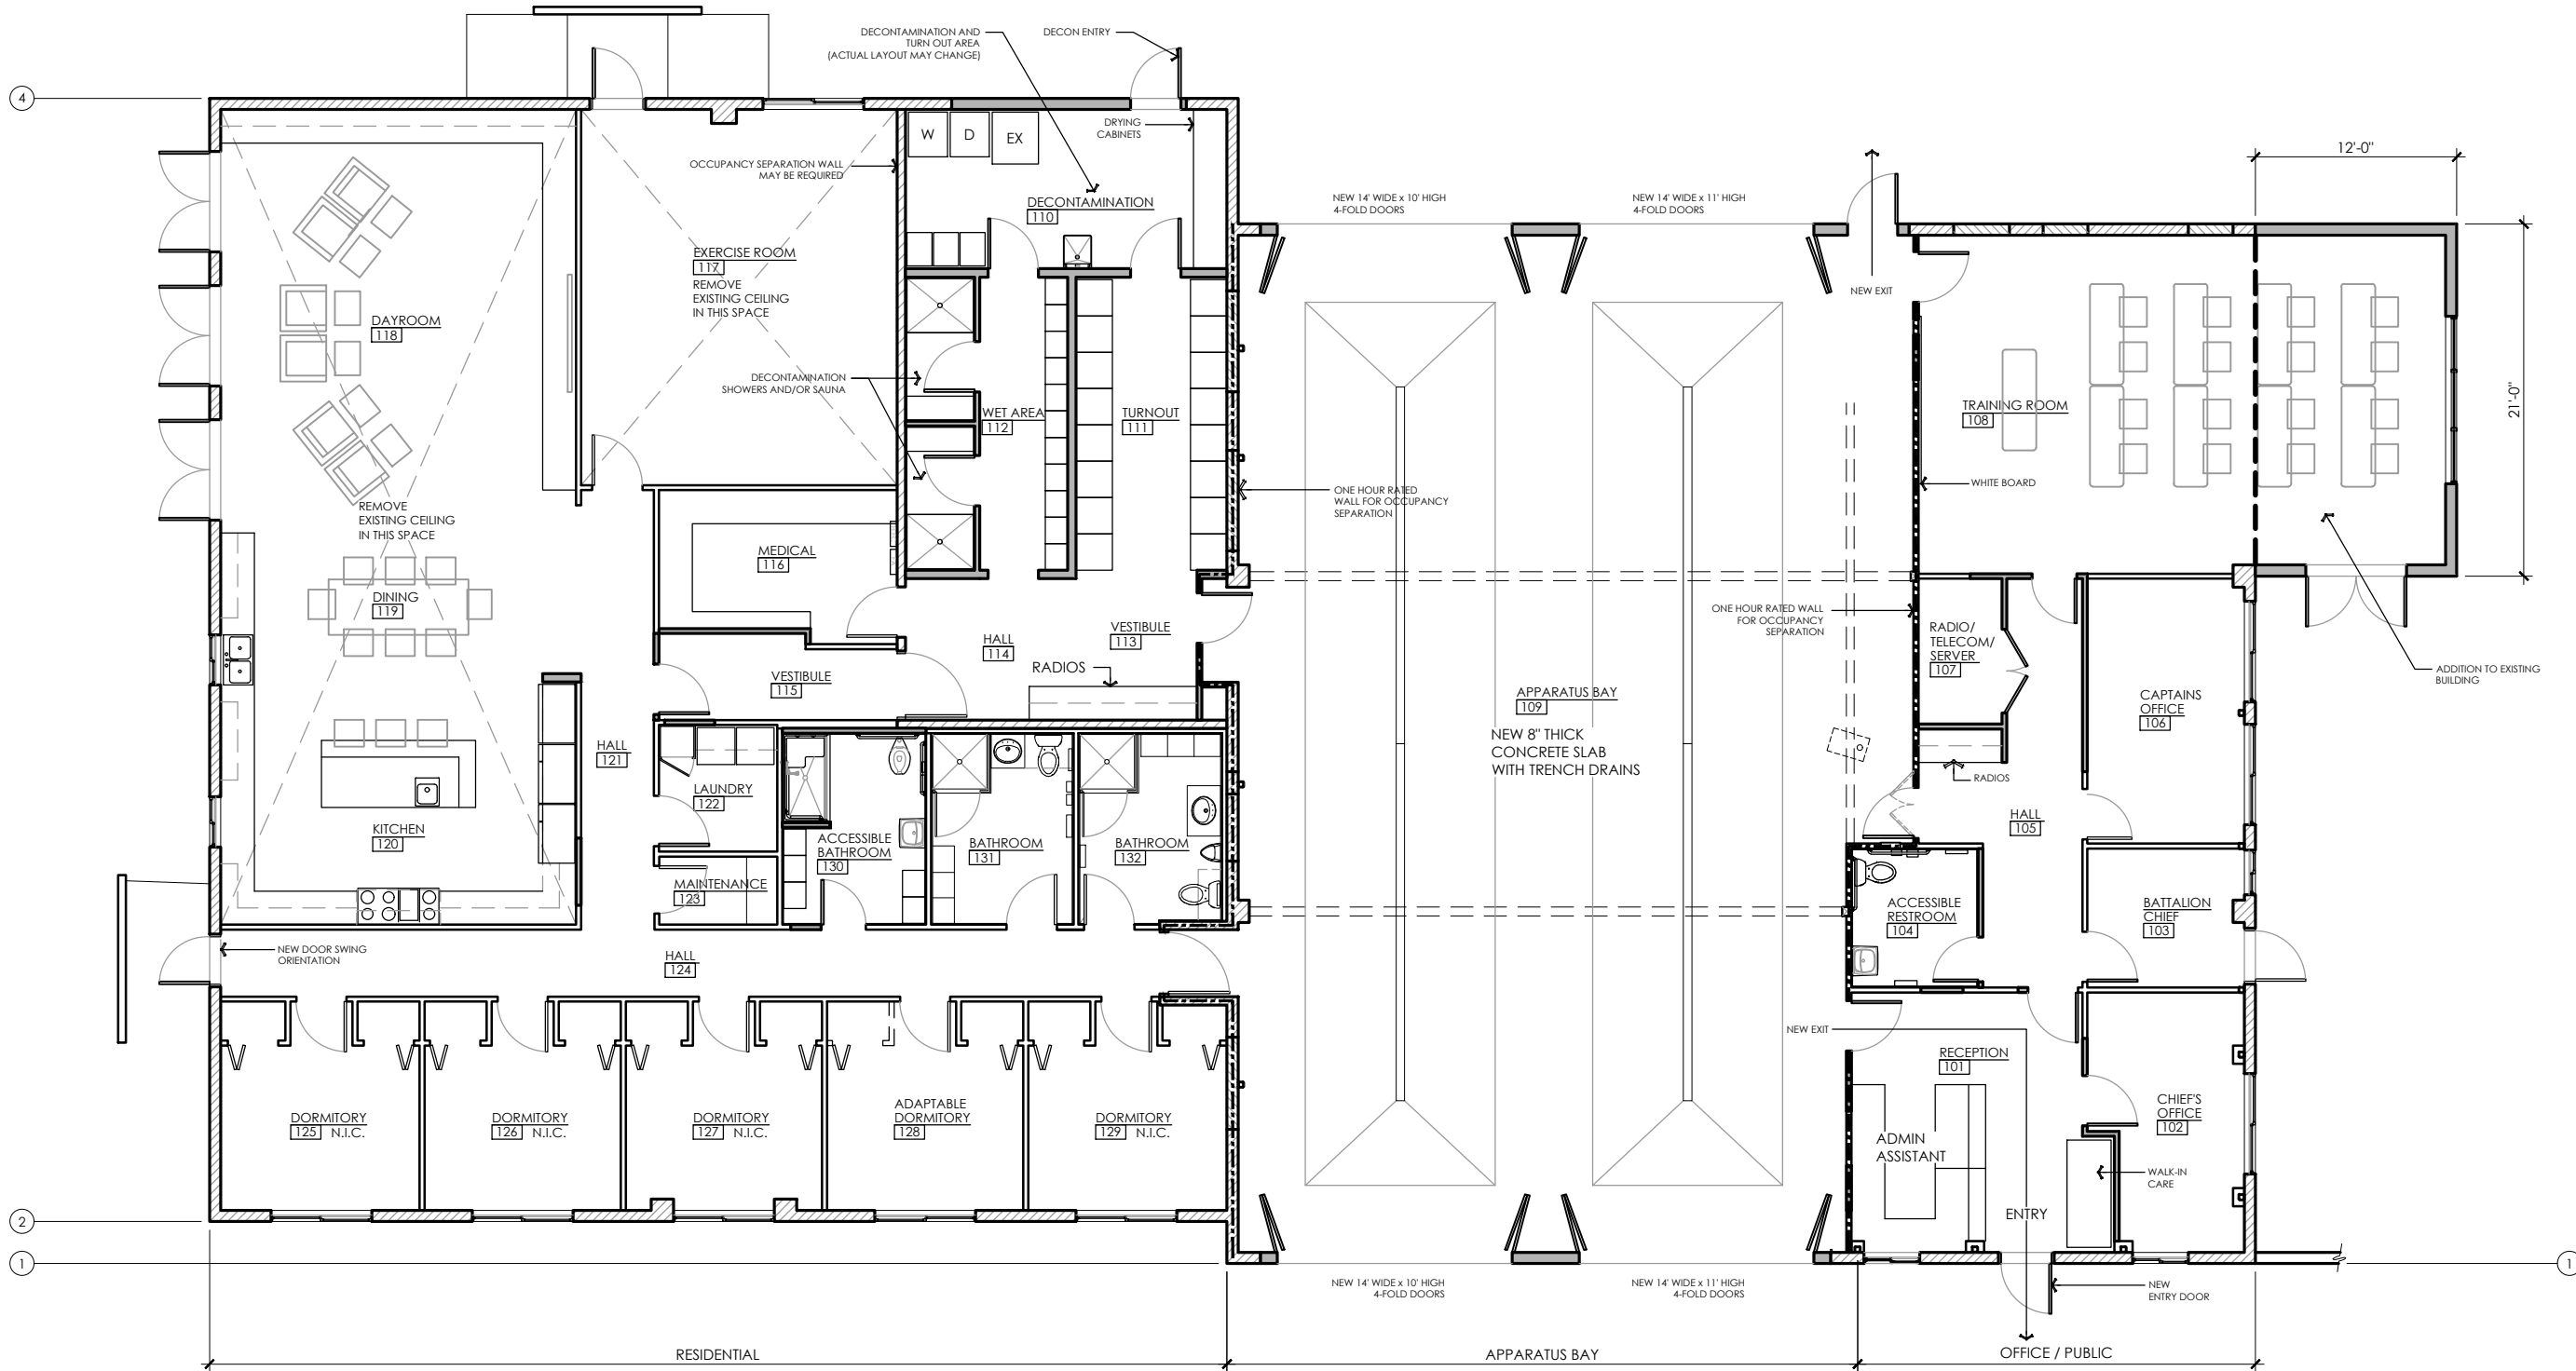 DECONTAMINATION AND
TURN OUT AREA
(ACTUAL LAYOUT MAY CHANGE)
DECON ENTRY
4
W
D
EX
DRYING
CABINETS
OCCUPANCY SEPARATION WALL
MAY BE REQUIRED
12'-0"
NEW 14' WIDE x 10' HIGH
4-FOLD DOORS
NEW 14' WIDE x 11' HIGH
4-FOLD DOORS
DECONTAMINATION
110
EXERCISE ROOM
117
REMOVE
EXISTING CEILING
IN THIS SPACE
NEW EXIT
DAYROOM
118
DECONTAMINATION
SHOWERS AND/OR SAUNA
WET AREA
112
TURNOUT
111
TRAINING ROOM
108
21'-0"
WHITE BOARD
ONE HOUR RATED
WALL FOR OCCUPANCY
SEPARATION
REMOVE
EXISTING CEILING
IN THIS SPACE
MEDICAL
116
DINING
119
ONE HOUR RATED WALL
FOR OCCUPANCY
SEPARATION
HALL
114
VESTIBULE
113
RADIO/
TELECOM/
SERVER
107
RADIOS
VESTIBULE
115
ADDITION TO EXISTING
BUILDING
APPARATUS BAY
109
NEW 8" THICK
CONCRETE SLAB
WITH TRENCH DRAINS
CAPTAINS
OFFICE
106
HALL
121
RADIOS
LAUNDRY
122
HALL
105
KITCHEN
120
ACCESSIBLE
BATHROOM
130
BATHROOM
131
BATHROOM
132
MAINTENANCE
123
ACCESSIBLE
RESTROOM
104
BATTALION
CHIEF
103
NEW DOOR SWING
ORIENTATION
HALL
124
NEW EXIT
RECEPTION
101
DORMITORY
125 N.I.C.
DORMITORY
126 N.I.C.
DORMITORY
127 N.I.C.
ADAPTABLE
DORMITORY
128
DORMITORY
129 N.I.C.
CHIEF'S
OFFICE
102
ADMIN
ASSISTANT
WALK-IN
CARE
ENTRY
2
1
1
NEW 14' WIDE x 10' HIGH
4-FOLD DOORS
NEW 14' WIDE x 11' HIGH
4-FOLD DOORS
NEW
ENTRY DOOR
RESIDENTIAL
APPARATUS BAY
OFFICE / PUBLIC